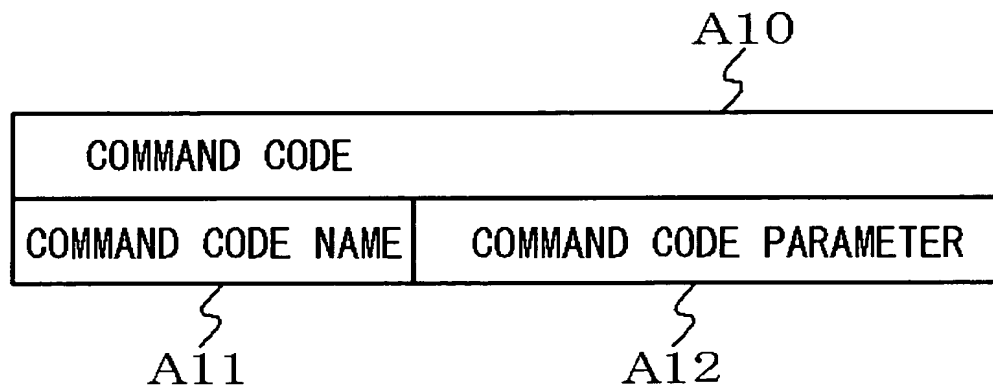 A10
COMMAND CODE
COMMAND CODE NAME COMMAND CODE PARAMETER
A11 A12